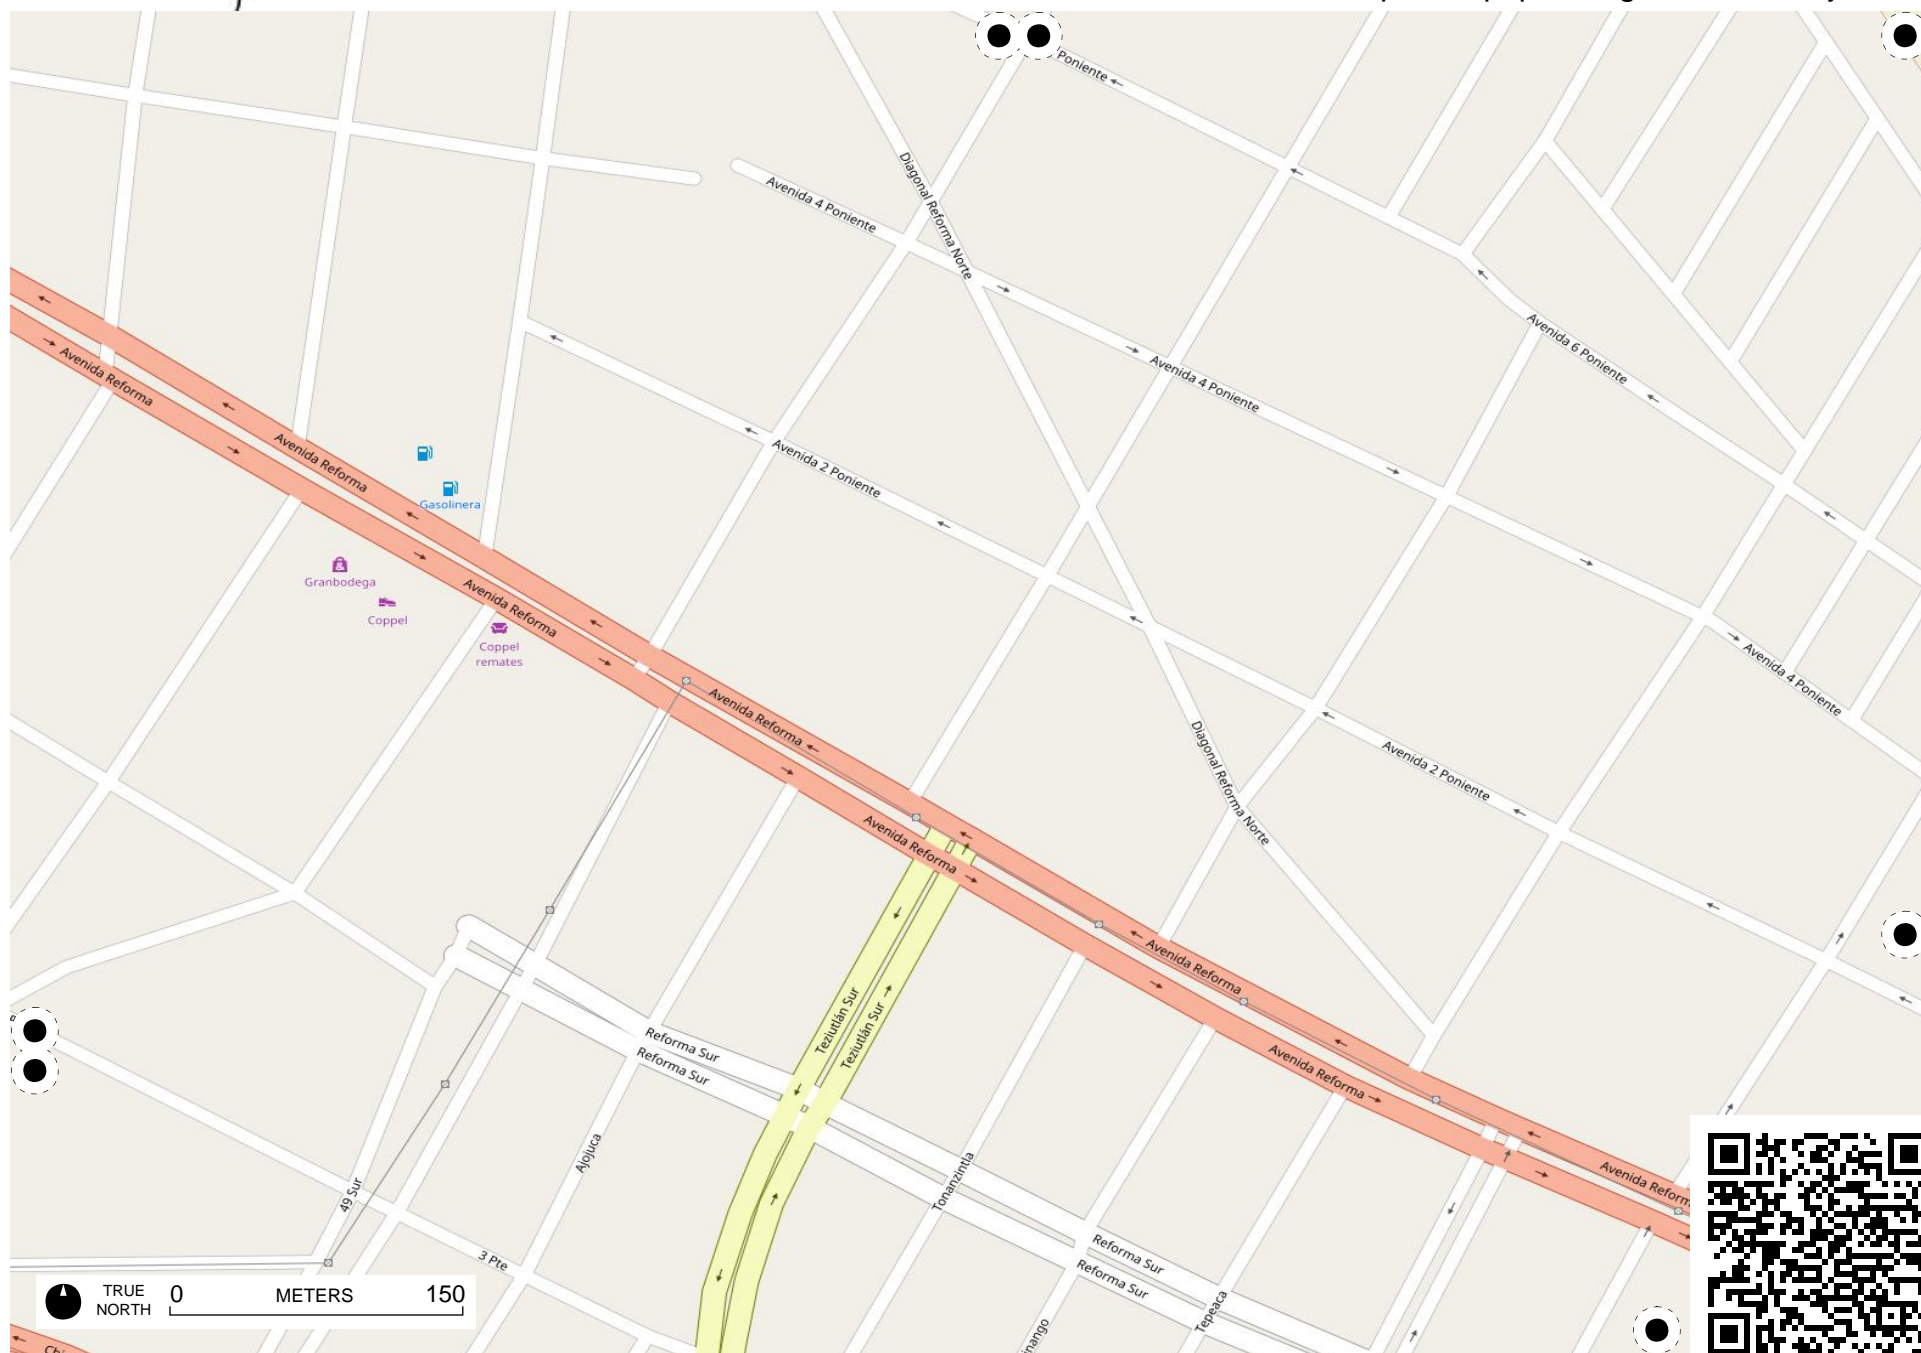 Poniente
Diagonal Reforma Norte
Avenida 4 Poniente
Avenida 6 Poniente
Avenida Reforma
Avenida 4 Poniente
Avenida Reforma
Avenida 2 Poniente
Gasolinera
Granbodega
Coppel
Avenida Reforma
Coppel
remates
Avenida 4 Poniente
Avenida Reforma
Diagonal Reforma Norte
Avenida 2 Poniente
Avenida Reforma
Avenida Reforma
Teziutlán Sur
Teziutlán Sur
Reforma Sur
Reforma Sur
Avenida Reforma
Ajojuca
Tonanzintla
49 Sur
Avenida Reform
3 Pte
Reforma Sur
Reforma Sur
Tepeaca
TRUE
NORTH
0 METERS 150